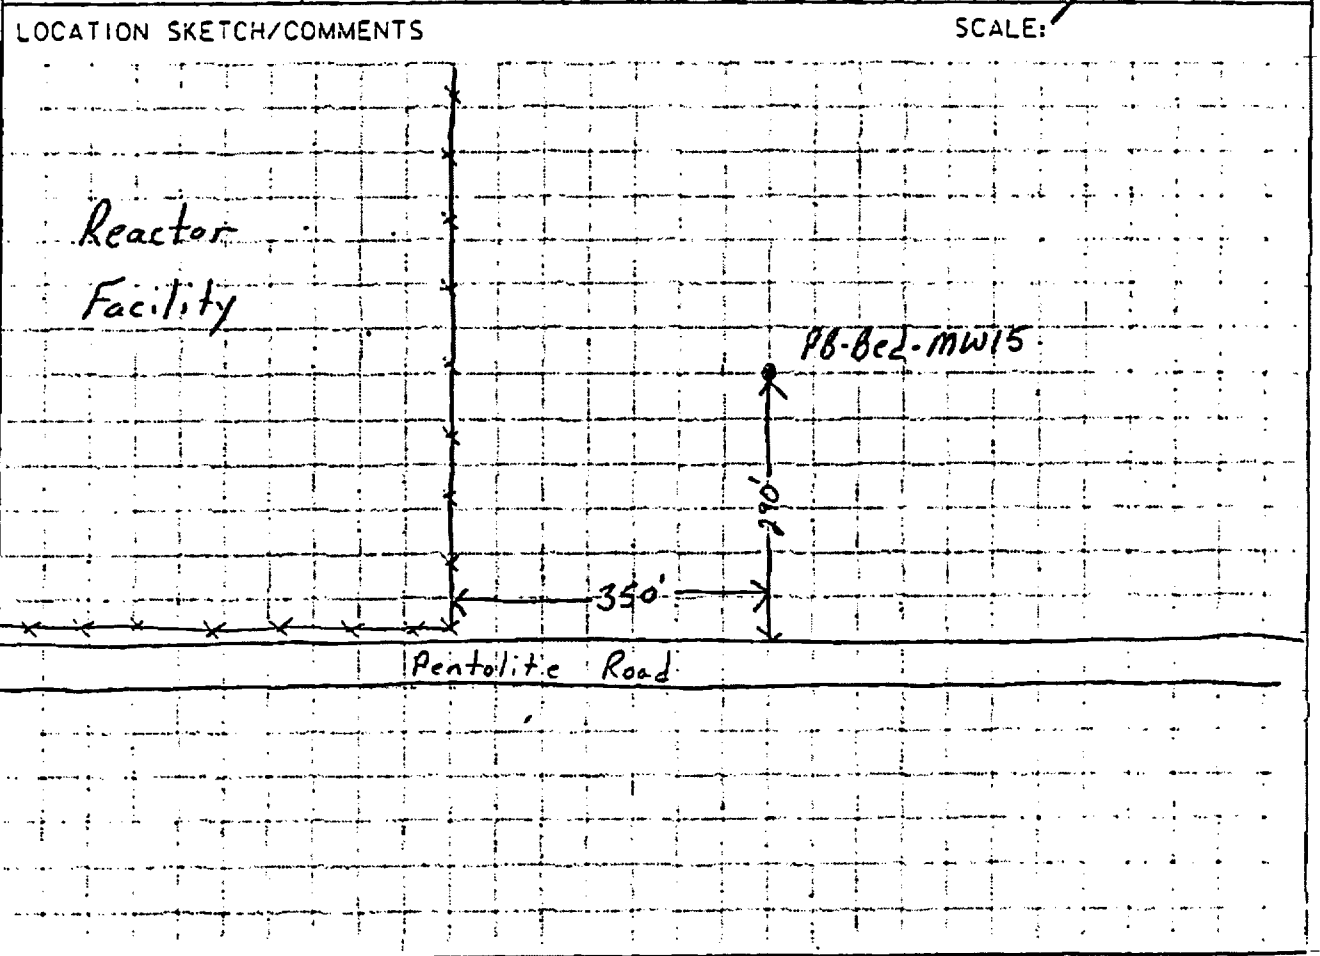 LOCATION SKETCH/COMMENTS
SCALE:
Reactor
Facility
PB-Bed-MW15
290'
350'
Pentolite Road